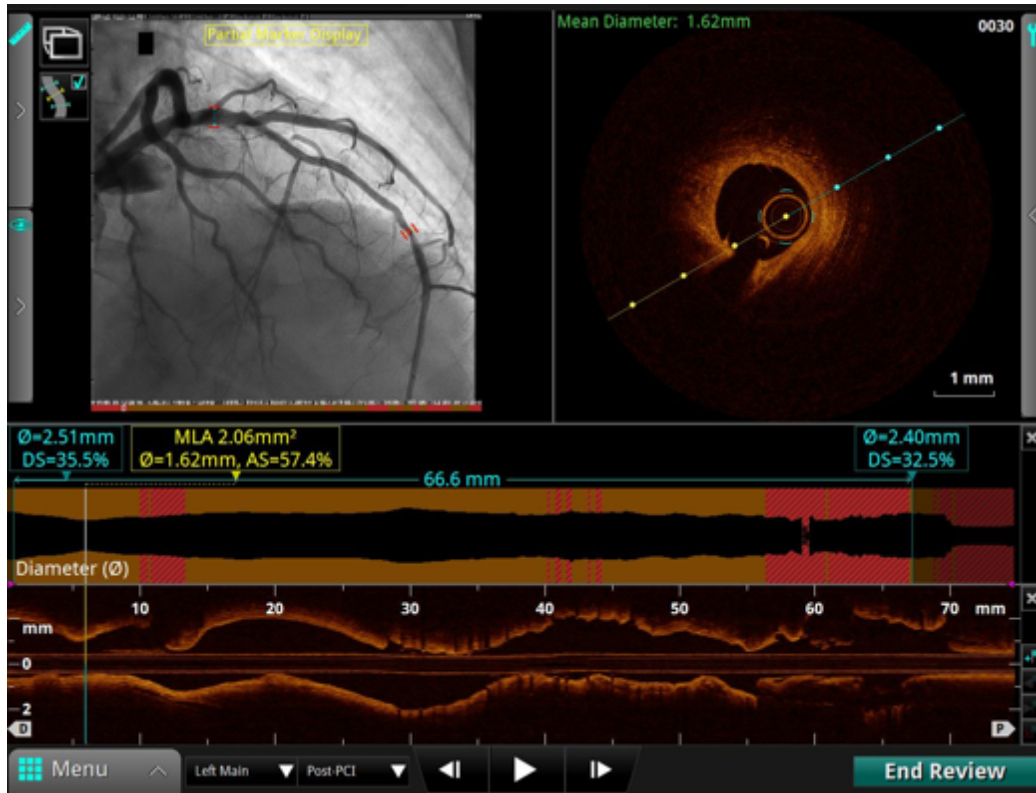 Partial Marker Display
Mean Diameter: 1.62mm
0030
1 mm
Ø=2.51mm
DS=35.5%
MLA 2.06mm²
Ø=1.62mm, AS=57.4%
Ø=2.40mm
DS=32.5%
66.6 mm
Diameter (Ø)
10 20 30 40 50 60 70 mm
mm
0
2
D
P
Menu
Left Main
Post-PCI
End Review